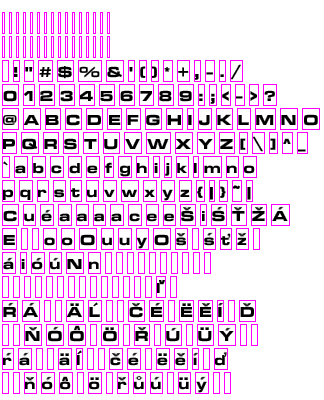 ! " # $ % & ' ( ) * + , - . /
0 1 2 3 4 5 6 7 8 9 : ; < - > ?
@ A B C D E F G H I J K L M N O
P Q R S T U V W X Y Z [ \ ] ^ _
` a b c d e f g h i j k l m n o
p q r s t u v w x y z { | } ~ |
C u é a a a a c e e Š i Ś Ť Ž Á
E o o O u u y O š ś ť ž
á i ó ú N n
ř
Ŕ Á Ä Ĺ Č É Ë Ě Í Ď
Ń Ó Ô Ö Ř Ú Ü Ý
ŕ á ä ĺ č é ë ě í ď
ň ó ô ö ř ů ú ü ý